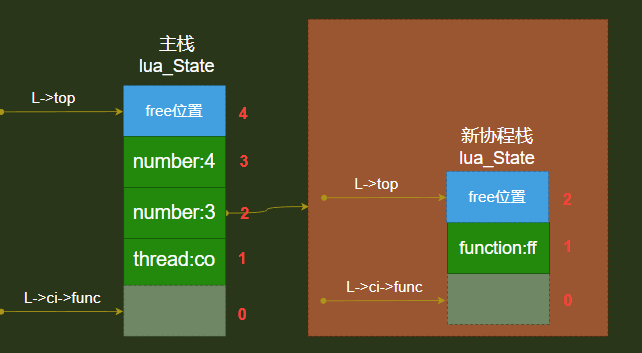 主栈
lua_State
L->top
free位置
4
number:4
3
number:3
2
thread:co
1
L->ci->func
0
新协程栈
lua_State
L->top
free位置
2
function:ff
1
L->ci->func
0